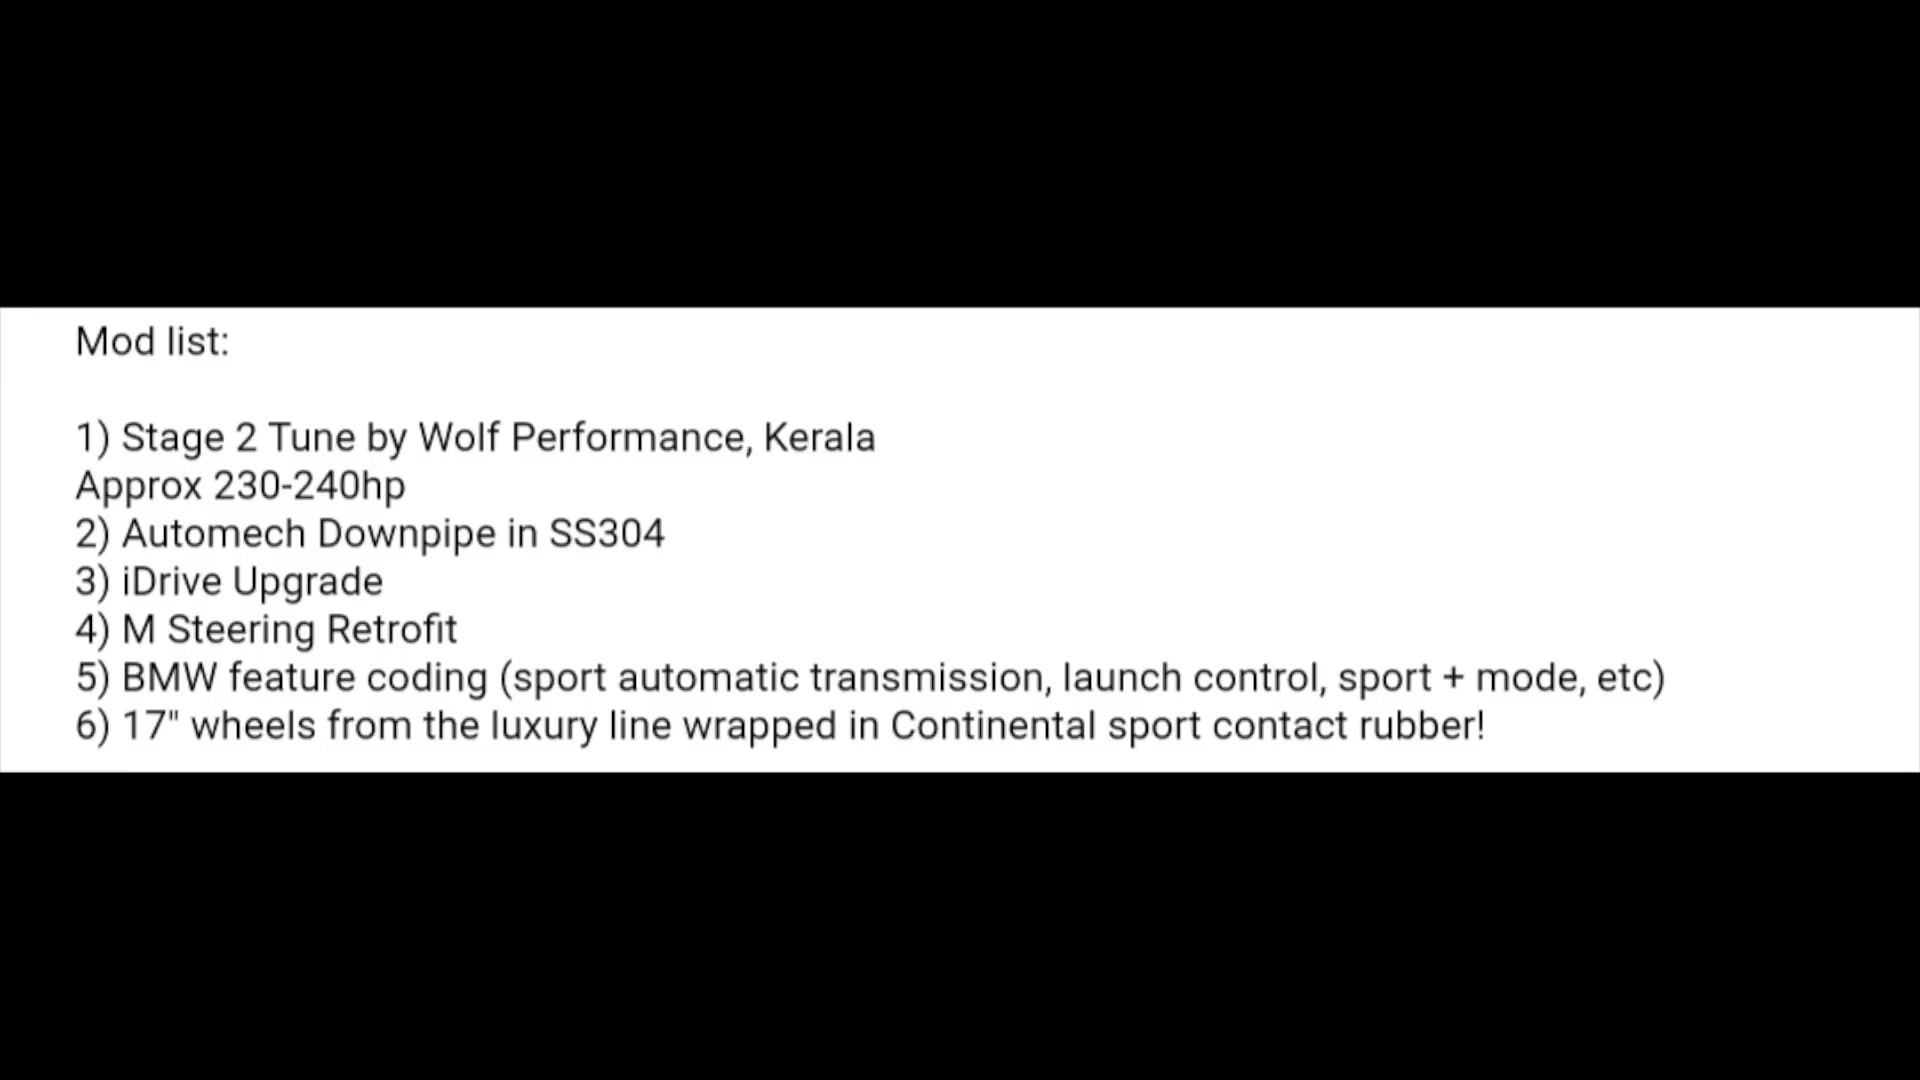 Mod list:
1) Stage 2 Tune by Wolf Performance, Kerala
Approx 230-240hp
2) Automech Downpipe in SS304
3) iDrive Upgrade
4) M Steering Retrofit
5) BMW feature coding (sport automatic transmission, launch control, sport + mode, etc)
6) 17" wheels from the luxury line wrapped in Continental sport contact rubber!